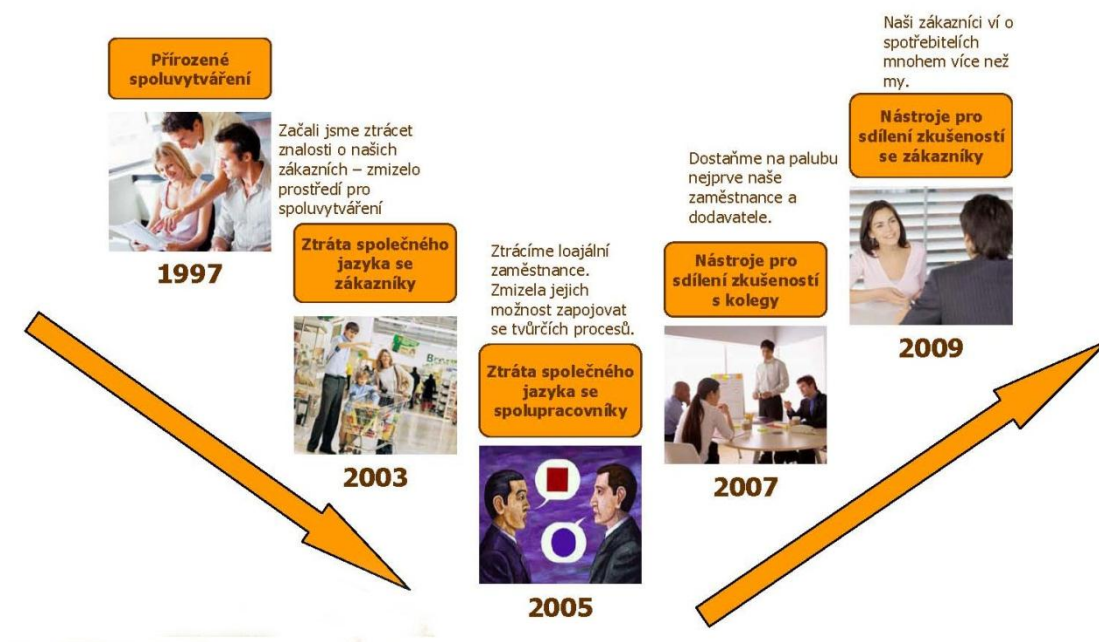 Přírozené
spoluvytváření
1997
Začali jsme ztrácet
znalosti o našich
zákazních – zmizelo
prostředí pro
spoluvytváření
Ztráta společného
jazyka se
zákazníky
2003
Ztrácíme loajální
zaměstnance.
Zmizela jejich
možnost zapojovat
se tvůrčích procesů.
Ztráta společného
jazyka se
spolupracovníky
2005
Dostaňme na palubu
nejprve naše
zaměstnance a
dodavatele.
Nástroje pro
sdílení zkušeností
s kolegy
2007
Naši zákazníci ví o
spotřebitelích
mnohem více než
my.
Nástroje pro
sdílení zkušeností
se zákazníky
2009